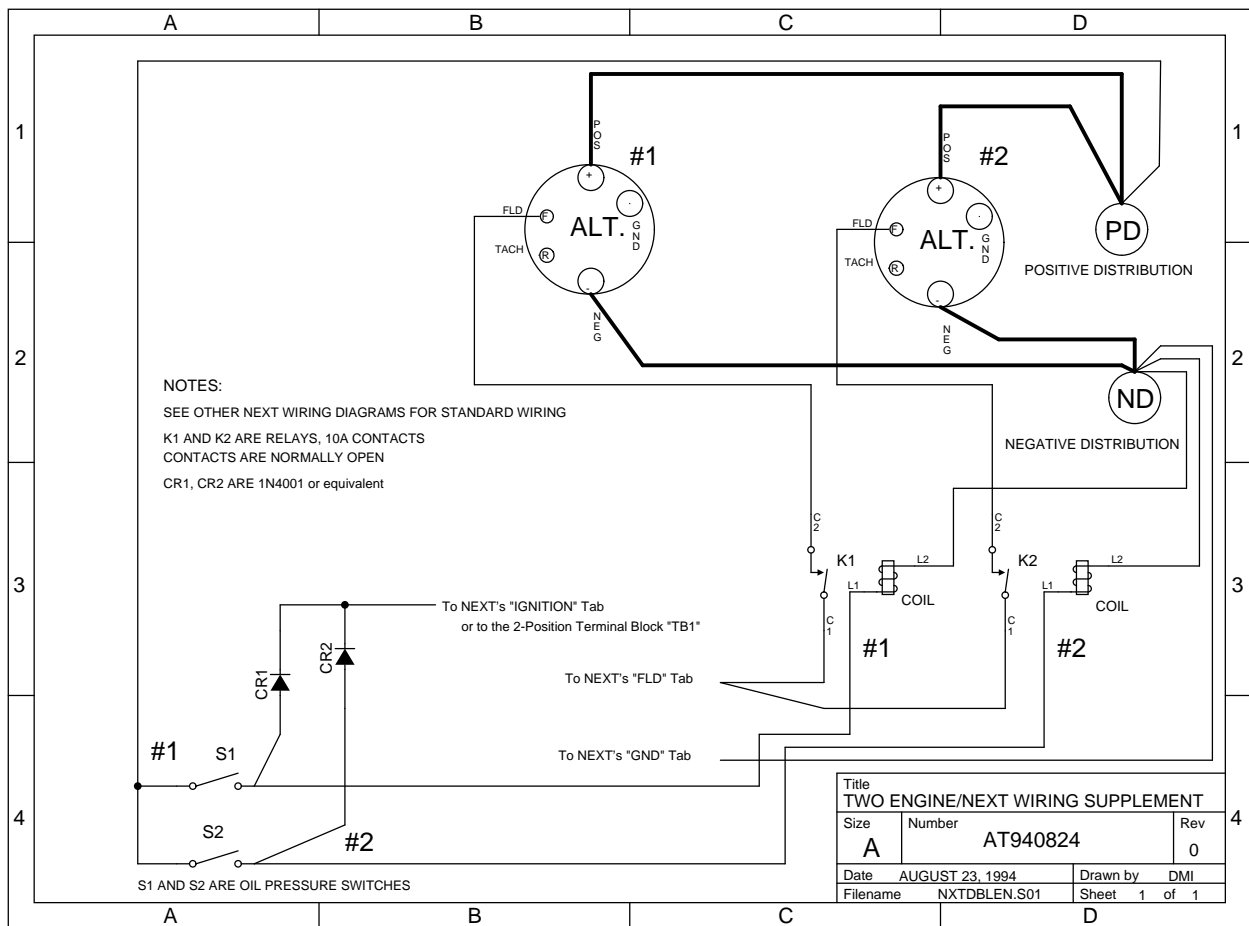 A B C D
1 1
POS
#1
POS
#2
+
+
FLD F
ALT.
GND
FLD F
ALT.
GND
PD
TACH R
TACH R
POSITIVE DISTRIBUTION
-
-
NEG
NEG
2 2
ND
NEGATIVE DISTRIBUTION
NOTES:
SEE OTHER NEXT WIRING DIAGRAMS FOR STANDARD WIRING
K1 AND K2 ARE RELAYS, 10A CONTACTS
CONTACTS ARE NORMALLY OPEN
CR1, CR2 ARE 1N4001 or equivalent
C2
C2
K1
L2
K2
L2
3 3
L1
COIL
L1
COIL
C1
C1
#1
#2
To NEXT's "IGNITION" Tab
or to the 2-Position Terminal Block "TB1"
CR1
CR2
To NEXT's "FLD" Tab
To NEXT's "GND" Tab
#1
S1
S2
#2
4 4
S1 AND S2 ARE OIL PRESSURE SWITCHES
Title
TWO ENGINE/NEXT WIRING SUPPLEMENT
Size Number Rev
A AT940824 0
Date AUGUST 23, 1994 Drawn by DMI
Filename NXTDBLEN.S01 Sheet 1 of 1
A B C D